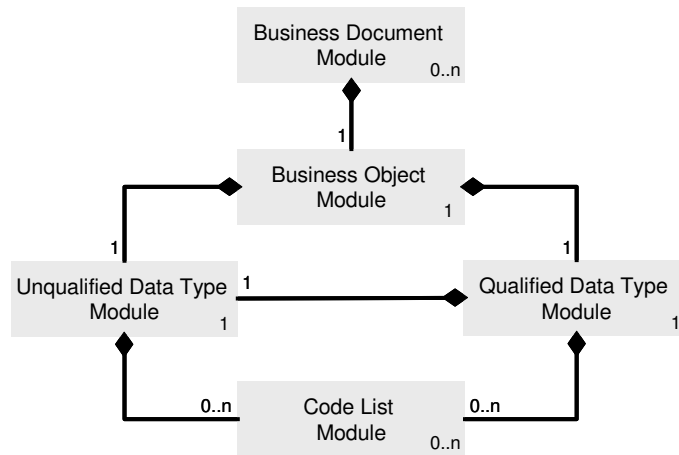 Business Document
Module
0..n
1
Business Object
Module
1
1
1
Unqualified Data Type
Module
1
1
Qualified Data Type
Module
1
0..n
Code List
Module
0..n
0..n